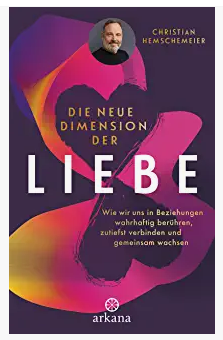 CHRISTIAN
HEMSCHEMEIER
DIE NEUE
DIMENSION
DER
LIEBE
Wie wir uns in Beziehungen
wahrhaftig berühren,
zutiefst verbinden und
gemeinsam wachsen
arkana